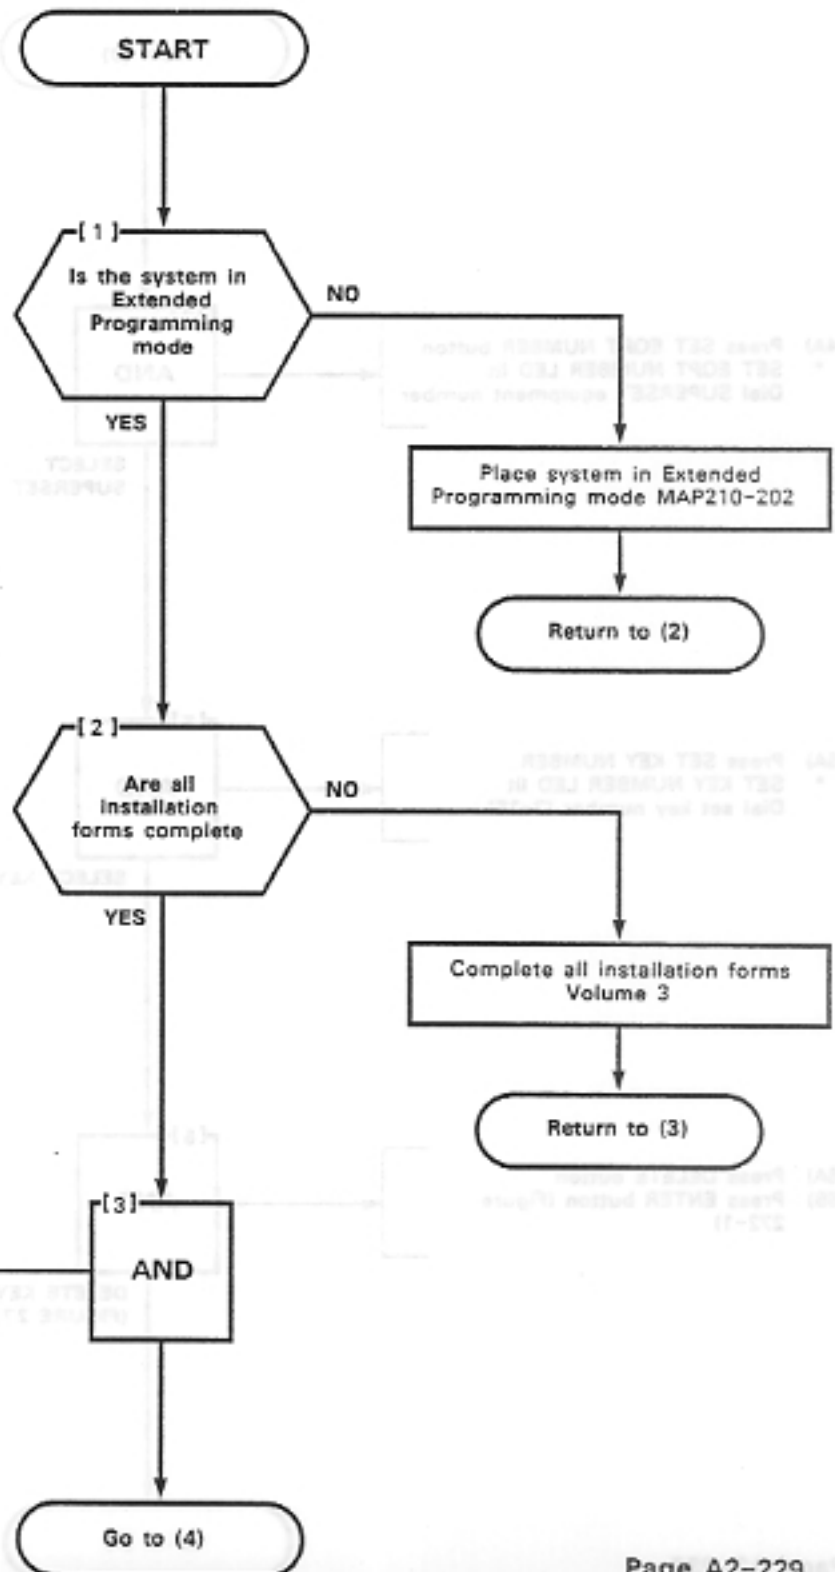 START
[1]
Is the system in
Extended
Programming
mode
NO
YES
Place system in Extended
Programming mode MAP210-202
Return to (2)
[2]
Are all
installation
forms complete
NO
YES
Complete all installation forms
Volume 3
Return to (3)
[3]
AND
Go to (4)
Page A2-229